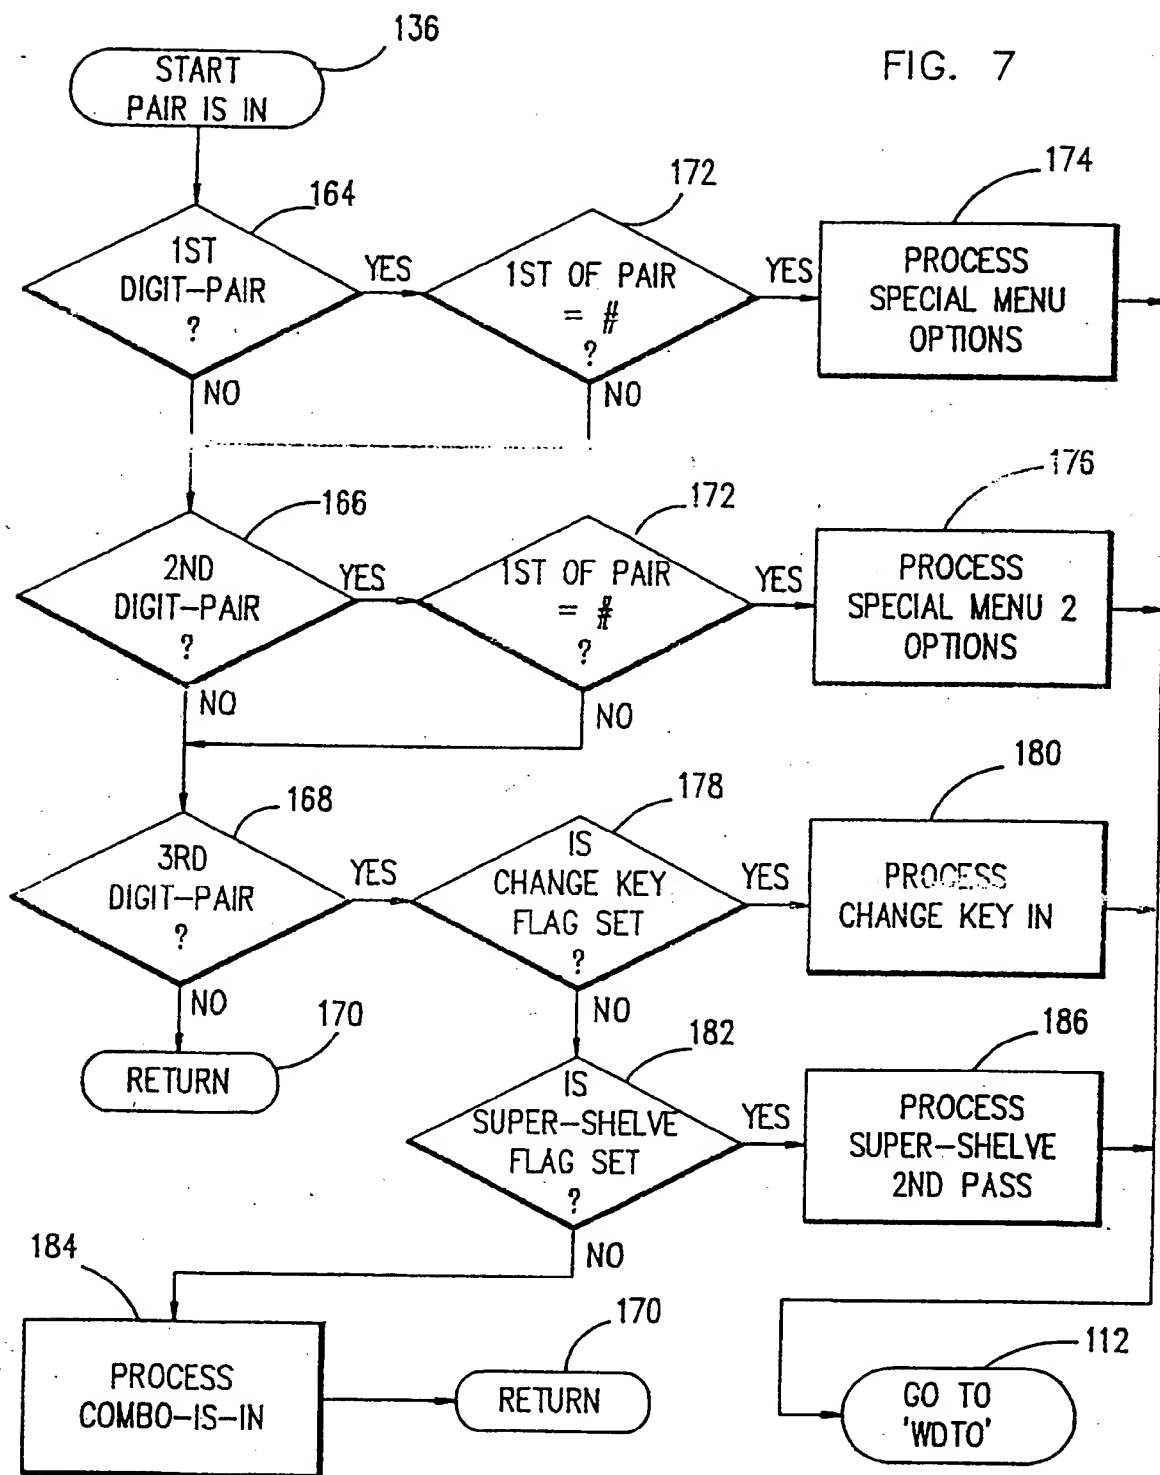 136
FIG. 7
START
PAIR IS IN
164
172
174
1ST
DIGIT-PAIR
?
YES
1ST OF PAIR
= #
?
YES
PROCESS
SPECIAL MENU
OPTIONS
NO
NO
166
172
176
2ND
DIGIT-PAIR
?
YES
1ST OF PAIR
= #
?
YES
PROCESS
SPECIAL MENU 2
OPTIONS
NO
NO
168
178
180
3RD
DIGIT-PAIR
?
YES
IS
CHANGE KEY
FLAG SET
?
YES
PROCESS
CHANGE KEY IN
NO
NO
170
RETURN
182
186
IS
SUPER-SHELVE
FLAG SET
?
YES
PROCESS
SUPER-SHELVE
2ND PASS
NO
184
PROCESS
COMBO-IS-IN
170
RETURN
112
GO TO
'WDTO'